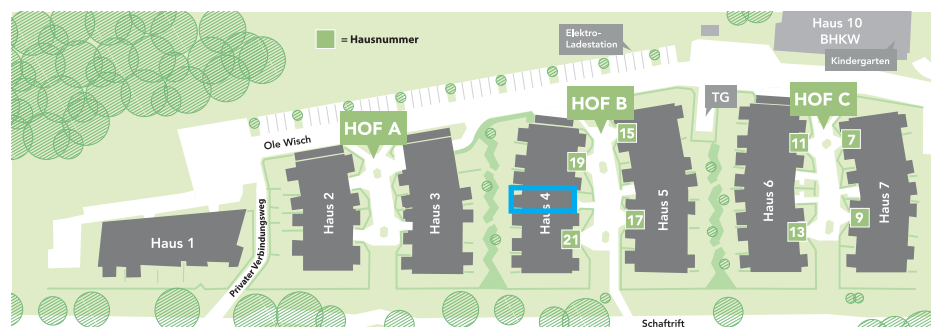 Haus 10
BHKW
Kindergarten
Elektro-
Ladestation
= Hausnummer
TG
HOF A
HOF B
HOF C
Ole Wisch
15
11
7
19
17
21
13
9
Haus 1
Haus 2
Haus 3
Haus 4
Haus 5
Haus 6
Haus 7
Privater Verbindungsweg
Schaftrift